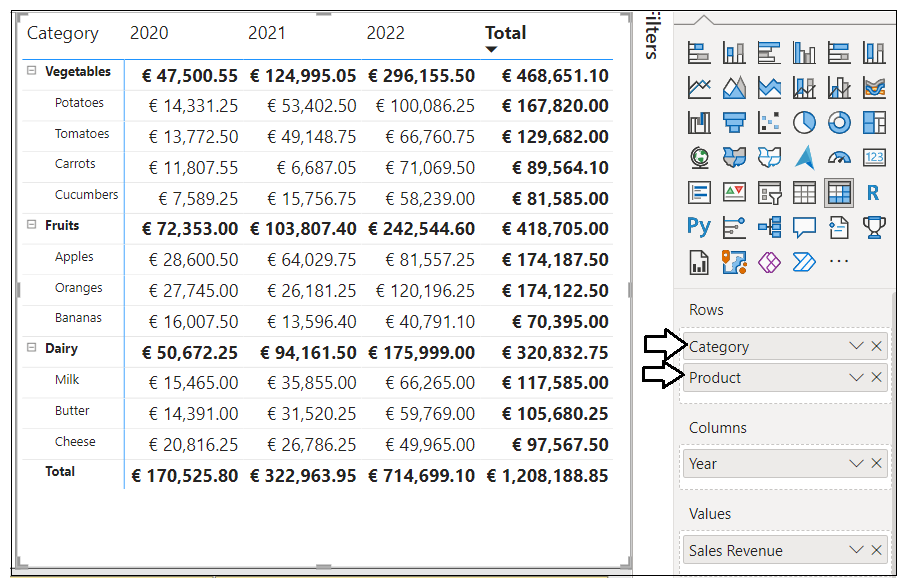 Category 2020 2021 2022 Total
Vegetables € 47,500.55 € 124,995.05 € 296,155.50 € 468,651.10
Potatoes € 14,331.25 € 53,402.50 € 100,086.25 € 167,820.00
Tomatoes € 13,772.50 € 49,148.75 € 66,760.75 € 129,682.00
Carrots € 11,807.55 € 6,687.05 € 71,069.50 € 89,564.10
Cucumbers € 7,589.25 € 15,756.75 € 58,239.00 € 81,585.00
Fruits € 72,353.00 € 103,807.40 € 242,544.60 € 418,705.00
Apples € 28,600.50 € 64,029.75 € 81,557.25 € 174,187.50
Oranges € 27,745.00 € 26,181.25 € 120,196.25 € 174,122.50
Bananas € 16,007.50 € 13,596.40 € 40,791.10 € 70,395.00
Dairy € 50,672.25 € 94,161.50 € 175,999.00 € 320,832.75
Milk € 15,465.00 € 35,855.00 € 66,265.00 € 117,585.00
Butter € 14,391.00 € 31,520.25 € 59,769.00 € 105,680.25
Cheese € 20,816.25 € 26,786.25 € 49,965.00 € 97,567.50
Total € 170,525.80 € 322,963.95 € 714,699.10 € 1,208,188.85
Filters
123
R
Py
Rows
Category
Product
Columns
Year
Values
Sales Revenue